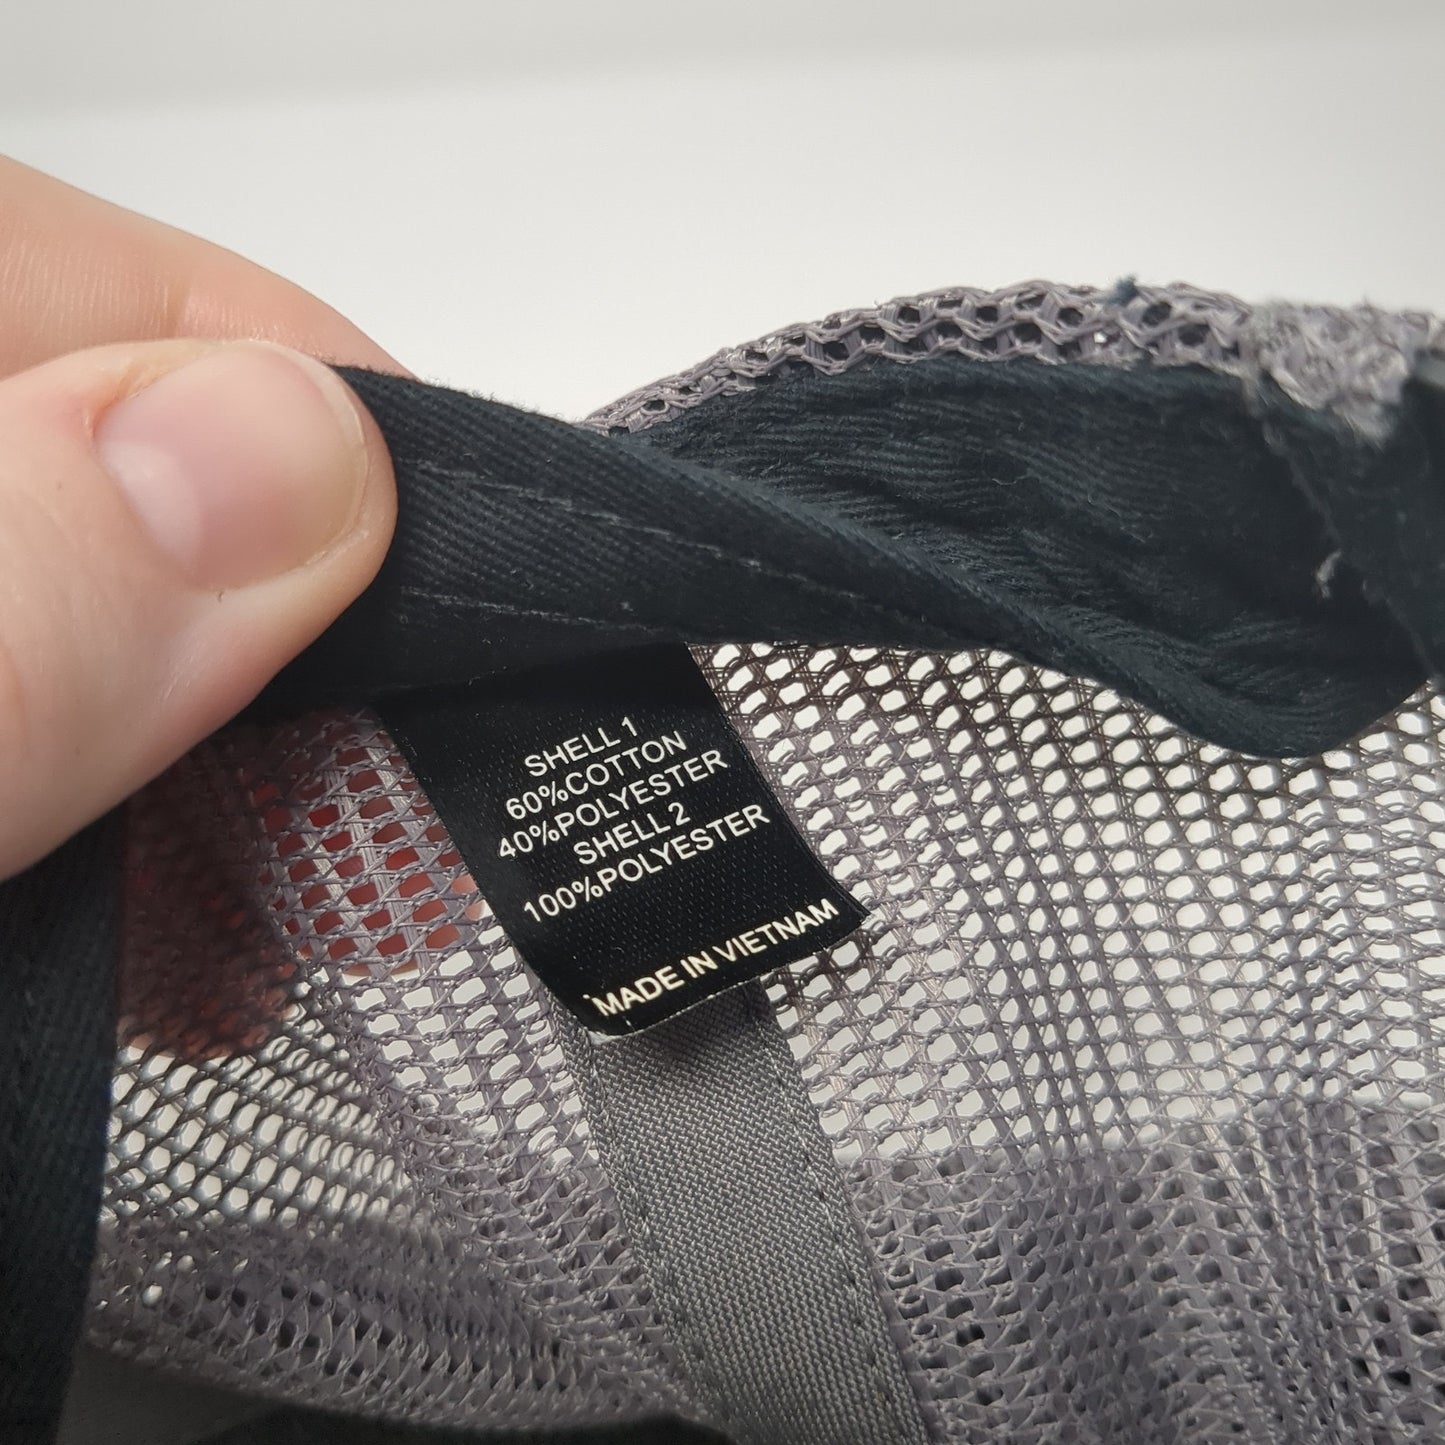 SHELL 1
60%COTTON
40%POLYESTER
SHELL 2
100%POLYESTER
MADE IN VIETNAM